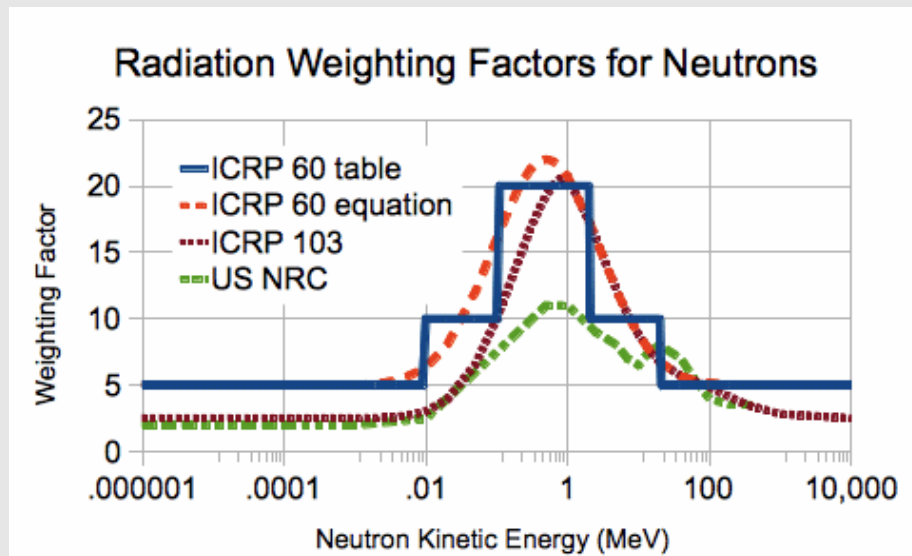 Radiation Weighting Factors for Neutrons
25
20
15
10
5
0
Weighting Factor
ICRP 60 table
ICRP 60 equation
ICRP 103
US NRC
.000001 .0001 .01 1 100 10,000
Neutron Kinetic Energy (MeV)